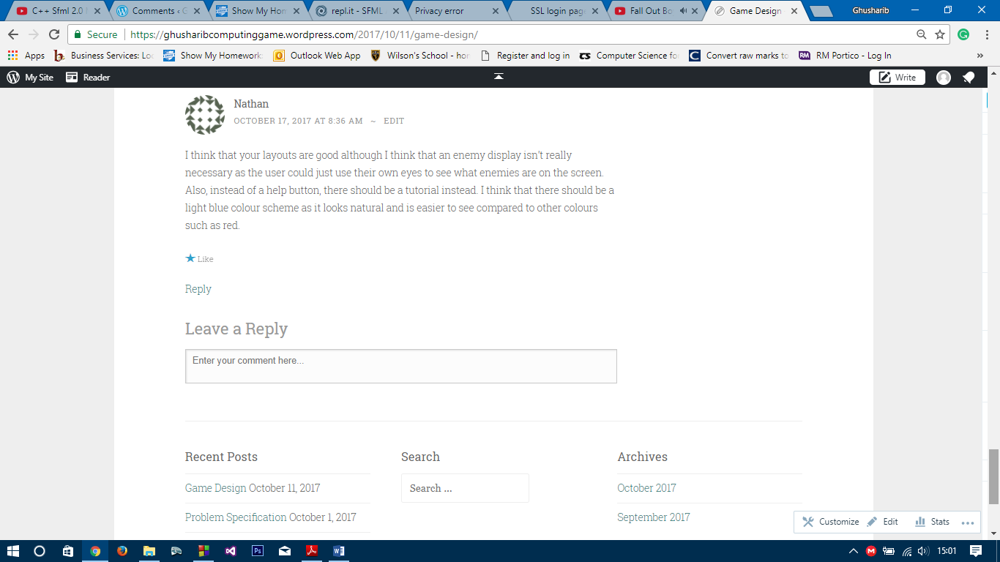 C++ Sfml 2.0
Comments ‹ G
Show My Hom
repl.it - SFML
Privacy error
SSL login pag
Fall Out Bo
Game Design
Ghusharib
Secure
https://ghusharibcomputinggame.wordpress.com/2017/10/11/game-design/
Apps
Business Services: Lo
Show My Homework
Outlook Web App
Wilson's School - ho
Register and log in
Computer Science fo
Convert raw marks to
RM Portico - Log In
My Site
Reader
Write
Nathan
OCTOBER 17, 2017 AT 8:36 AM ~ EDIT
I think that your layouts are good although I think that an enemy display isn't really
necessary as the user could just use their own eyes to see what enemies are on the screen.
Also, instead of a help button, there should be a tutorial instead. I think that there should be a
light blue colour scheme as it looks natural and is easier to see compared to other colours
such as red.
Like
Reply
Leave a Reply
Enter your comment here...
Recent Posts
Game Design October 11, 2017
Problem Specification October 1, 2017
Search
Search ...
Archives
October 2017
September 2017
Customize
Edit
Stats
15:01